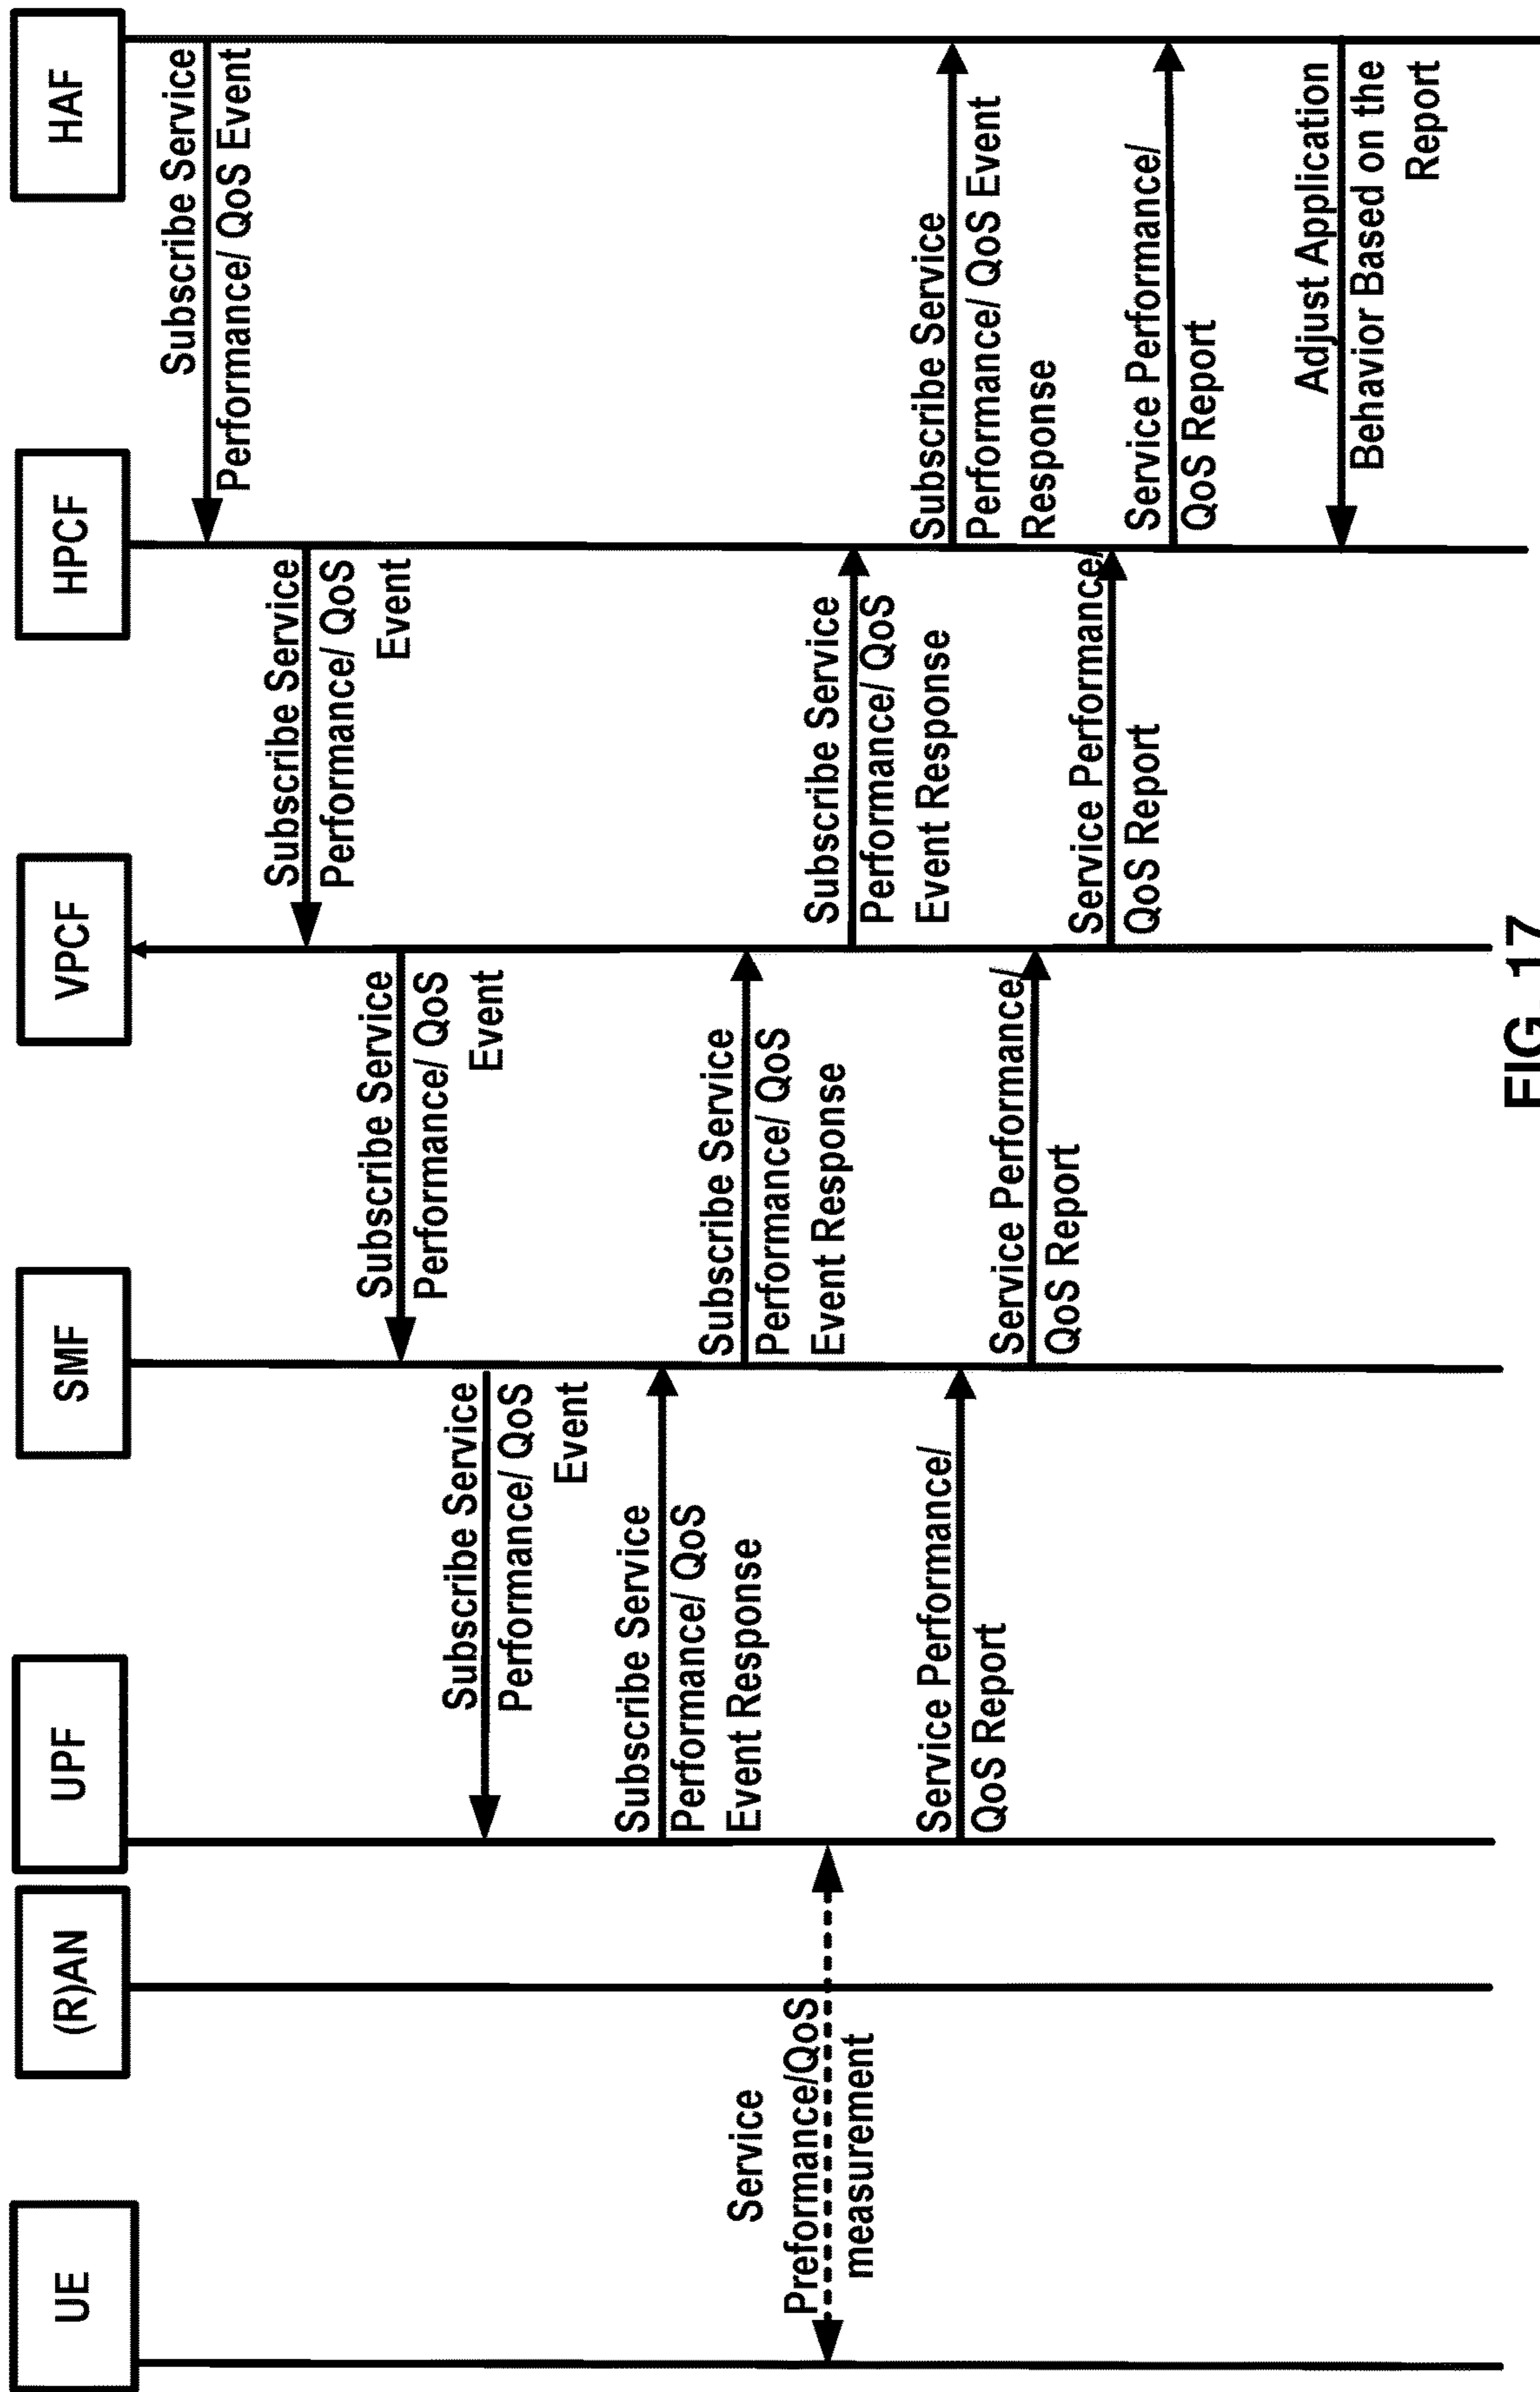 UE
(R)AN
UPF
SMF
VPCF
HPCF
HAF
Subscribe Service
Performance/ QoS Event
Subscribe Service
Performance/ QoS
Event
Subscribe Service
Performance/ QoS
Event
Subscribe Service
Performance/ QoS
Event
Subscribe Service
Performance/ QoS
Event Response
Subscribe Service
Performance/ QoS
Event Response
Service
Preformance/QoS
measurement
Subscribe Service
Performance/ QoS
Event Response
Subscribe Service
Performance/ QoS Event
Response
Service Performance/
QoS Report
Service Performance/
QoS Report
Service Performance/
QoS Report
Service Performance/
QoS Report
Adjust Application
Behavior Based on the
Report
FIG. 17